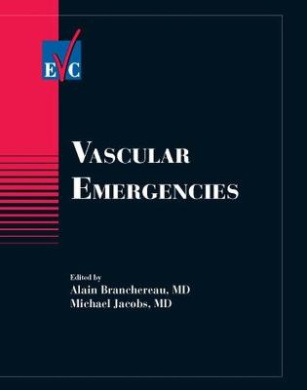 EVC
VASCULAR
EMERGENCIES
Edited by
Alain Branchereau, MD
Michael Jacobs, MD